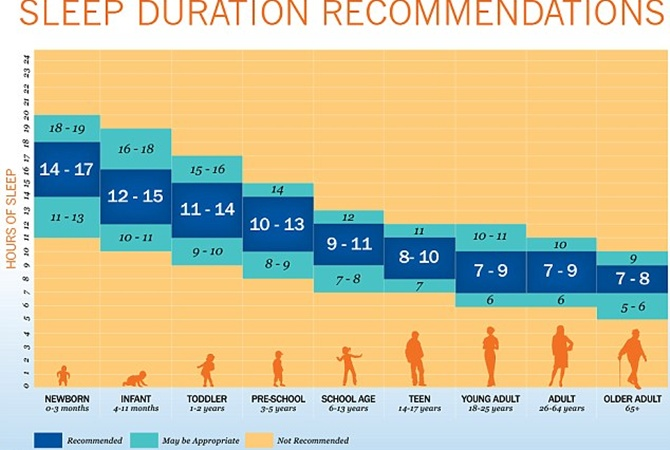 SLEEP DURATION RECOMMENDATIONS
HOURS OF SLEEP
24
23
22
21
20
19
18
17
16
15
14
13
12
11
10
9
8
7
6
5
4
3
2
1
0
18 - 19
14 - 17
11 - 13
16 - 18
12 - 15
10 - 11
15 - 16
11 - 14
9 - 10
14
10 - 13
8 - 9
12
9 - 11
7 - 8
11
8- 10
7
10 - 11
7 - 9
6
10
7 - 9
6
9
7 - 8
5 - 6
NEWBORN
0-3 months
INFANT
4-11 months
TODDLER
1-2 years
PRE-SCHOOL
3-5 years
SCHOOL AGE
6-13 years
TEEN
14-17 years
YOUNG ADULT
18-25 years
ADULT
26-64 years
OLDER ADULT
65+
Recommended
May be Appropriate
Not Recommended